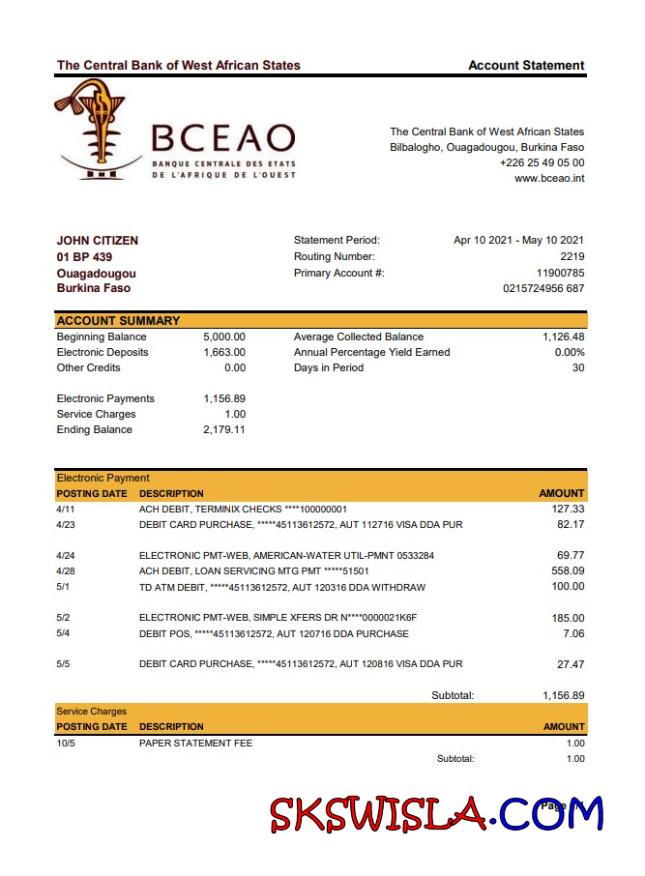 The Central Bank of West African States Account Statement
BCEAO
BANQUE CENTRALE DES ETATS
DE L'AFRIQUE DE L'OUEST
The Central Bank of West African States
Bilbalogho, Ouagadougou, Burkina Faso
+226 25 49 05 00
www.bceao.int
JOHN CITIZEN
01 BP 439
Ouagadougou
Burkina Faso
Statement Period: Apr 10 2021 - May 10 2021
Routing Number: 2219
Primary Account #: 11900785
0215724956 687
ACCOUNT SUMMARY
Beginning Balance 5,000.00 Average Collected Balance 1,126.48
Electronic Deposits 1,663.00 Annual Percentage Yield Earned 0.00%
Other Credits 0.00 Days in Period 30
Electronic Payments 1,156.89
Service Charges 1.00
Ending Balance 2,179.11
Electronic Payment
POSTING DATE DESCRIPTION AMOUNT
4/11 ACH DEBIT, TERMINIX CHECKS ****100000001 127.33
4/23 DEBIT CARD PURCHASE, *****45113612572, AUT 112716 VISA DDA PUR 82.17
4/24 ELECTRONIC PMT-WEB, AMERICAN-WATER UTIL-PMNT 0533284 69.77
4/28 ACH DEBIT, LOAN SERVICING MTG PMT *****51501 558.09
5/1 TD ATM DEBIT, *****45113612572, AUT 120316 DDA WITHDRAW 100.00
5/2 ELECTRONIC PMT-WEB, SIMPLE XFERS DR N****0000021K6F 185.00
5/4 DEBIT POS, *****45113612572, AUT 120716 DDA PURCHASE 7.06
5/5 DEBIT CARD PURCHASE, *****45113612572, AUT 120816 VISA DDA PUR 27.47
Subtotal: 1,156.89
Service Charges
POSTING DATE DESCRIPTION AMOUNT
10/5 PAPER STATEMENT FEE 1.00
Subtotal: 1.00
Page
SKSWISLA.COM